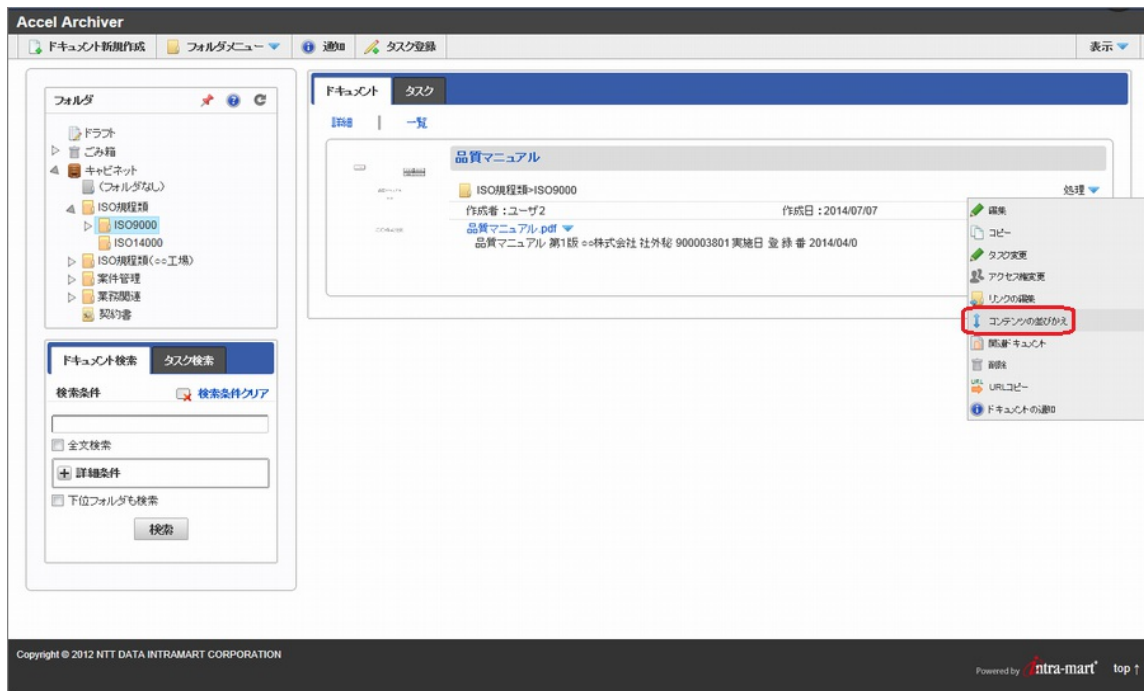 Accel Archiver
ドキュメント新規作成 フォルダメニュー 通知 タスク登録 表示
フォルダ
ドラフト
ごみ箱
キャビネット
(フォルダなし)
ISO規程類
ISO9000
ISO14000
ISO規程類(○○工場)
案件管理
業務関連
契約書
ドキュメント検索 タスク検索
検索条件 検索条件クリア
全文検索
詳細条件
下位フォルダも検索
検索
ドキュメント タスク
詳細 | 一覧
品質マニュアル
ISO規程類>ISO9000 処理
作成者:ユーザ2 作成日:2014/07/07
品質マニュアル.pdf
品質マニュアル 第1版 ○○株式会社 社外秘 900003801 実施日 登 録 番 2014/04/0
編集
コピー
タスク変更
アクセス権変更
リンクの編集
コンテンツの並びかえ
関連ドキュメント
削除
URLコピー
ドキュメントの通知
Copyright © 2012 NTT DATA INTRAMART CORPORATION
Powered by intra-mart top ↑